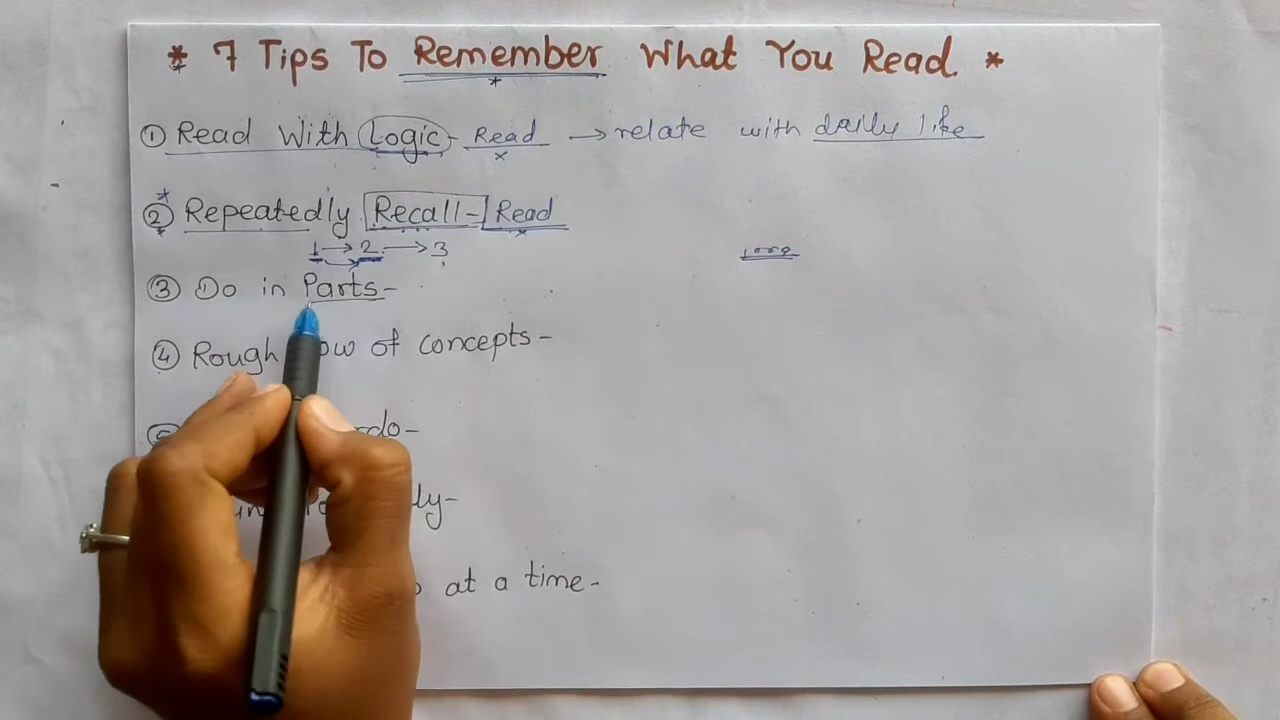 * 7 Tips To Remember What You Read. *
*
① Read With Logic- Read → relate with daily life
x
*
② Repeatedly Recall- Read
* x
1 → 2 → 3
③ Do in Parts-
④ Rough of concepts-
at a time-